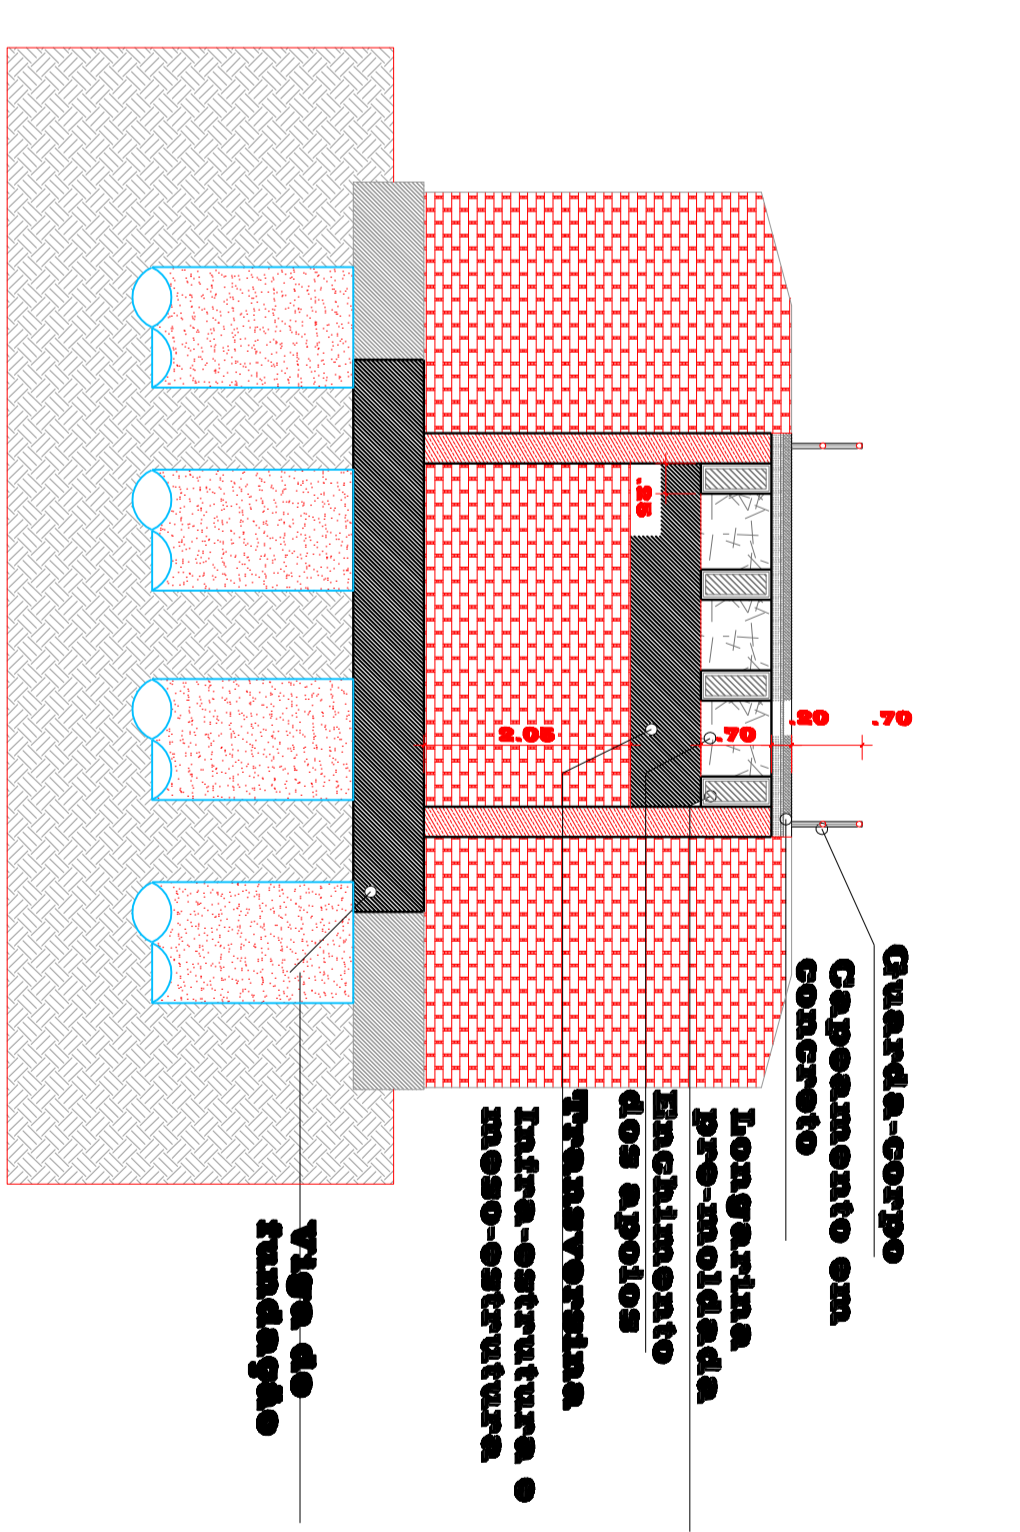 Guarda-corpo
Capeamento em
concreto
Longarina
pre-moldada
Enchimento
dos apoios
Transversina
Infra-estrutura e
meso-estrutura
Viga de
fundação
.70
.20
.70
2.05